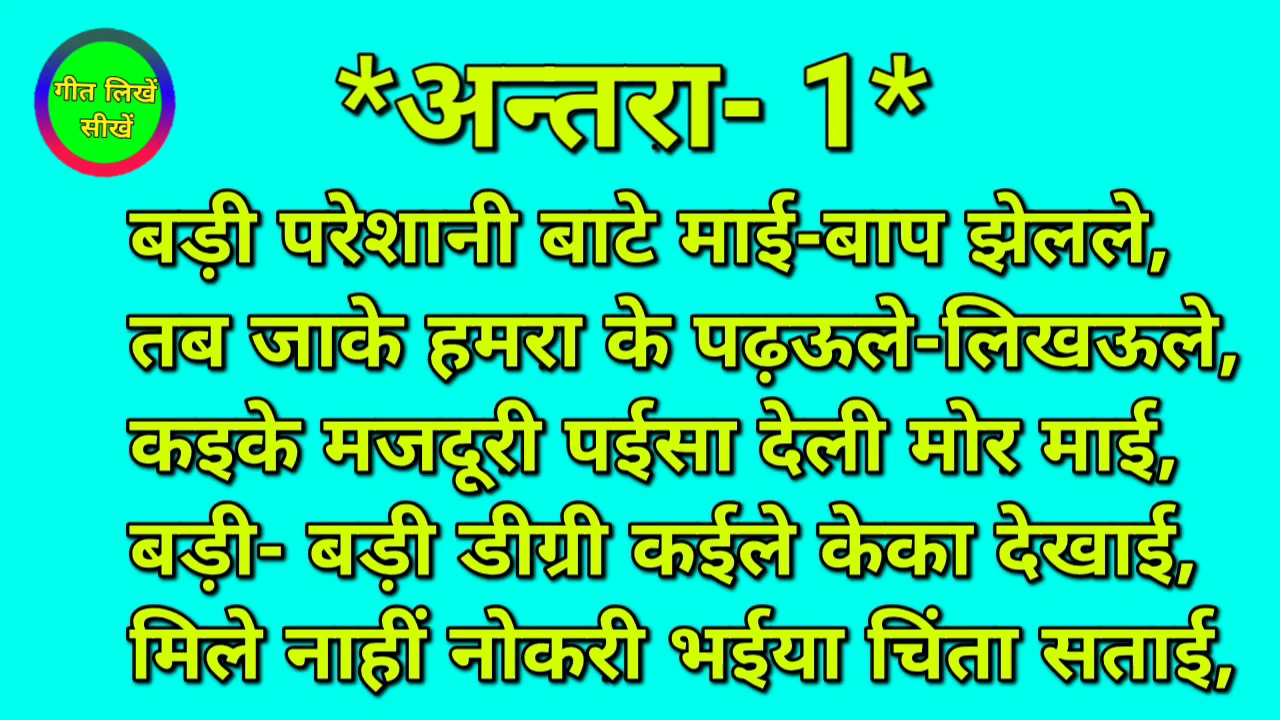 गीत लिखें
सीखें
*अन्तरा- 1*
बड़ी परेशानी बाटे माई-बाप झेलले,
तब जाके हमरा के पढ़ऊले-लिखऊले,
कइके मजदूरी पईसा देली मोर माई,
बड़ी- बड़ी डीग्री कईले केका देखाई,
मिले नाहीं नोकरी भईया चिंता सताई,